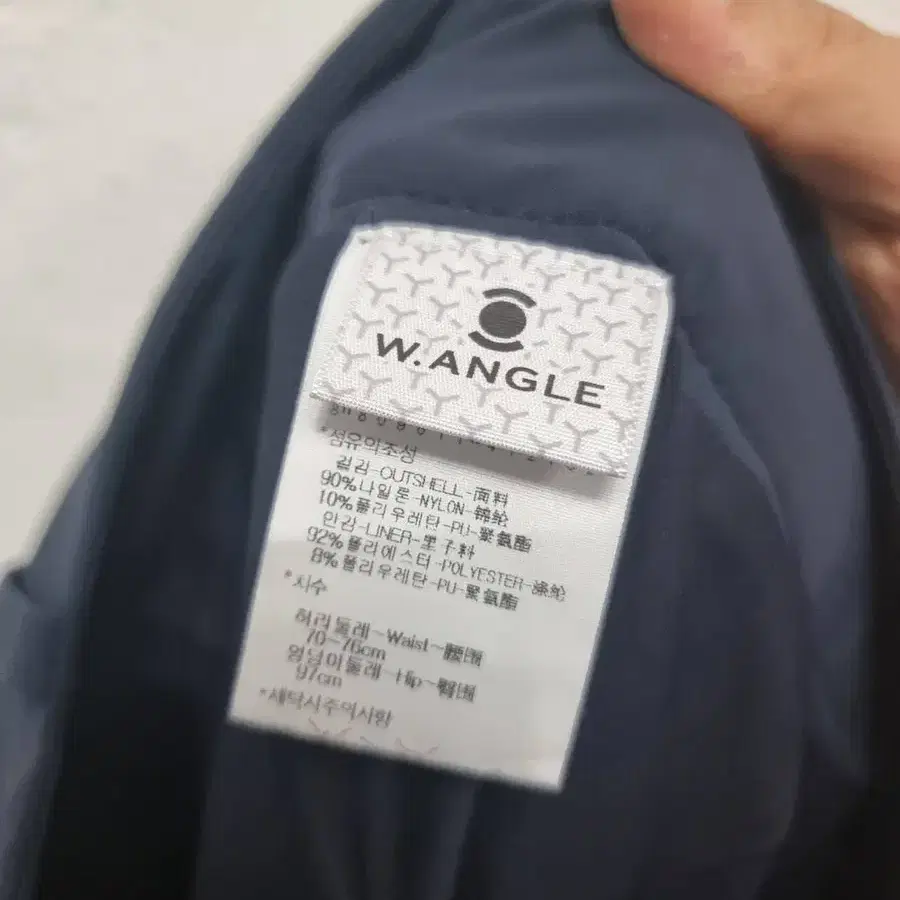 W.ANGLE
*섬유의조성
겉감-OUTSHELL-面料
90%나일론-NYLON-锦纶
10%폴리우레탄-PU-聚氨酯
안감-LINER-里子料
92%폴리에스터-POLYESTER-涤纶
8%폴리우레탄-PU-聚氨酯
*치수
허리둘레-Waist-腰围
70-76cm
엉덩이둘레-Hip-臀围
97cm
*세탁시주의사항